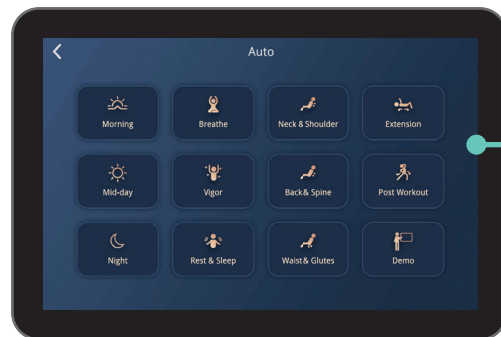 Auto
Morning
Breathe
Neck & Shoulder
Extension
Mid-day
Vigor
Back& Spine
Post Workout
Night
Rest & Sleep
Waist& Glutes
Demo